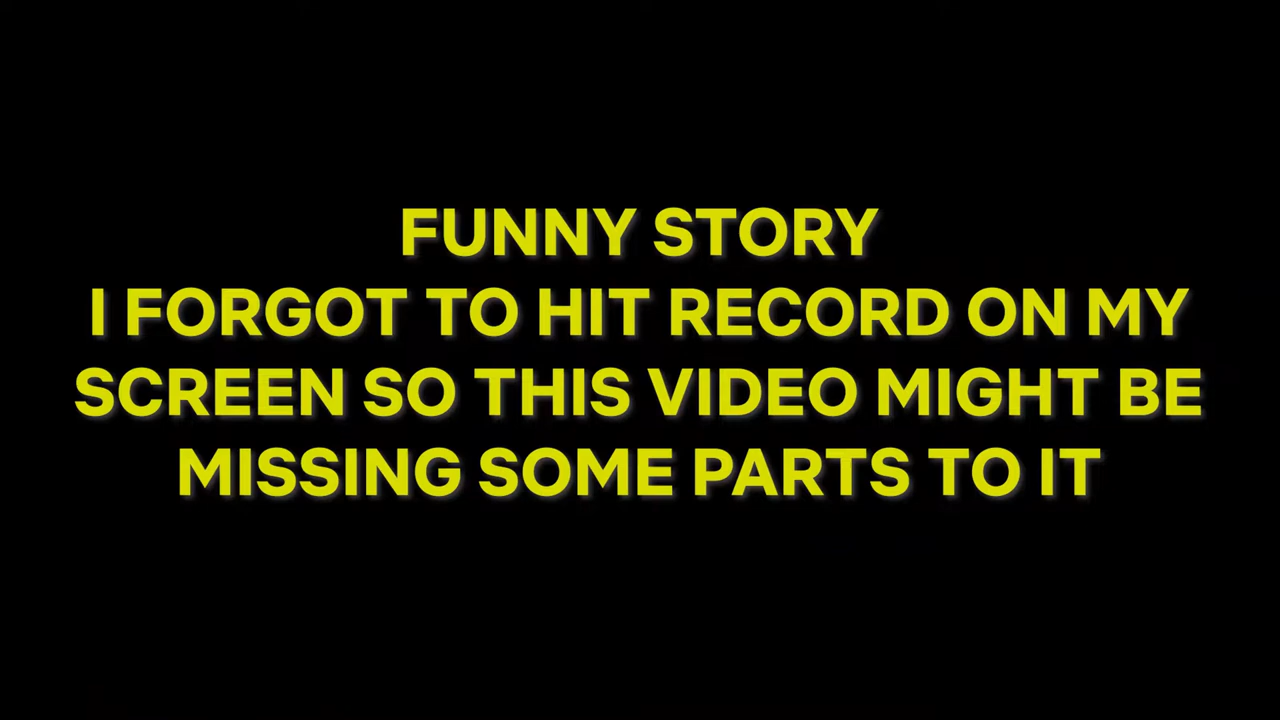 FUNNY STORY
I FORGOT TO HIT RECORD ON MY
SCREEN SO THIS VIDEO MIGHT BE
MISSING SOME PARTS TO IT